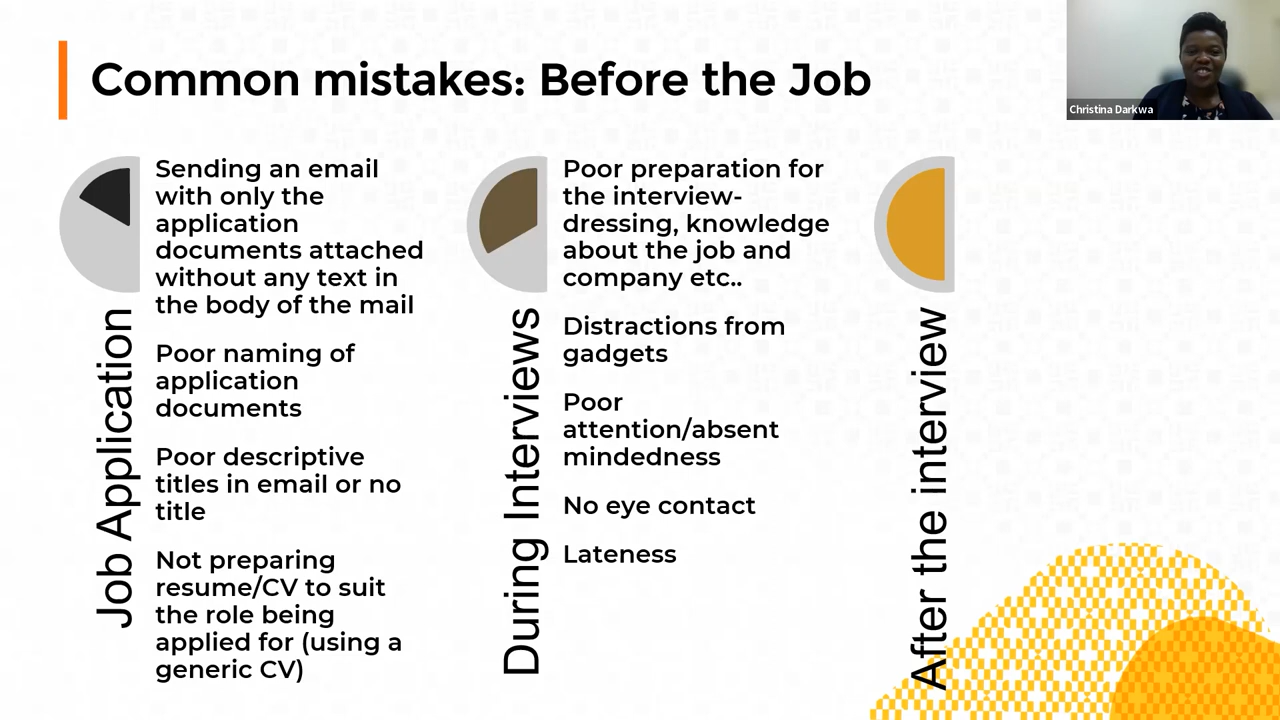 Common mistakes: Before the Job
Christina Darkwa
Job Application
Sending an email
with only the
application
documents attached
without any text in
the body of the mail
Poor naming of
application
documents
Poor descriptive
titles in email or no
title
Not preparing
resume/CV to suit
the role being
applied for (using a
generic CV)
During Interviews
Poor preparation for
the interview-
dressing, knowledge
about the job and
company etc..
Distractions from
gadgets
Poor
attention/absent
mindedness
No eye contact
Lateness
After the interview